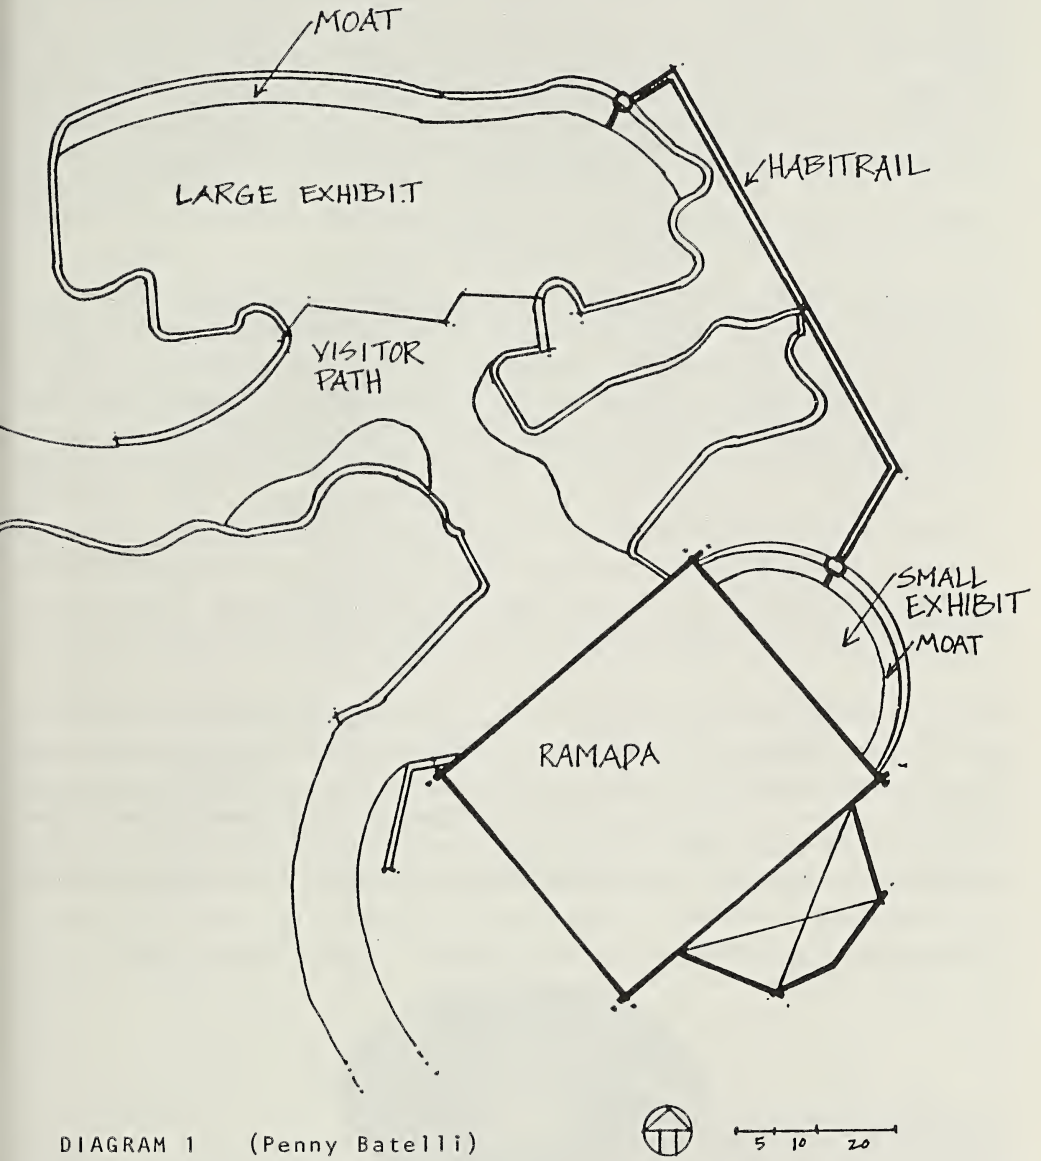 MOAT
HABITRAIL
LARGE EXHIBIT
VISITOR
PATH
SMALL
EXHIBIT
MOAT
RAMADA
DIAGRAM 1 (Penny Batelli)
5 10 20